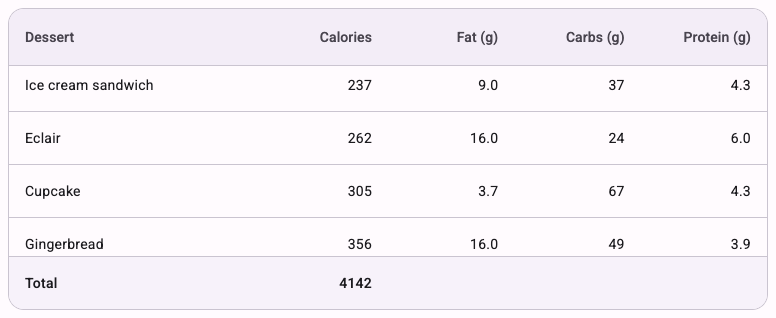 Dessert Calories Fat (g) Carbs (g) Protein (g)
Ice cream sandwich 237 9.0 37 4.3
Eclair 262 16.0 24 6.0
Cupcake 305 3.7 67 4.3
Gingerbread 356 16.0 49 3.9
Total 4142